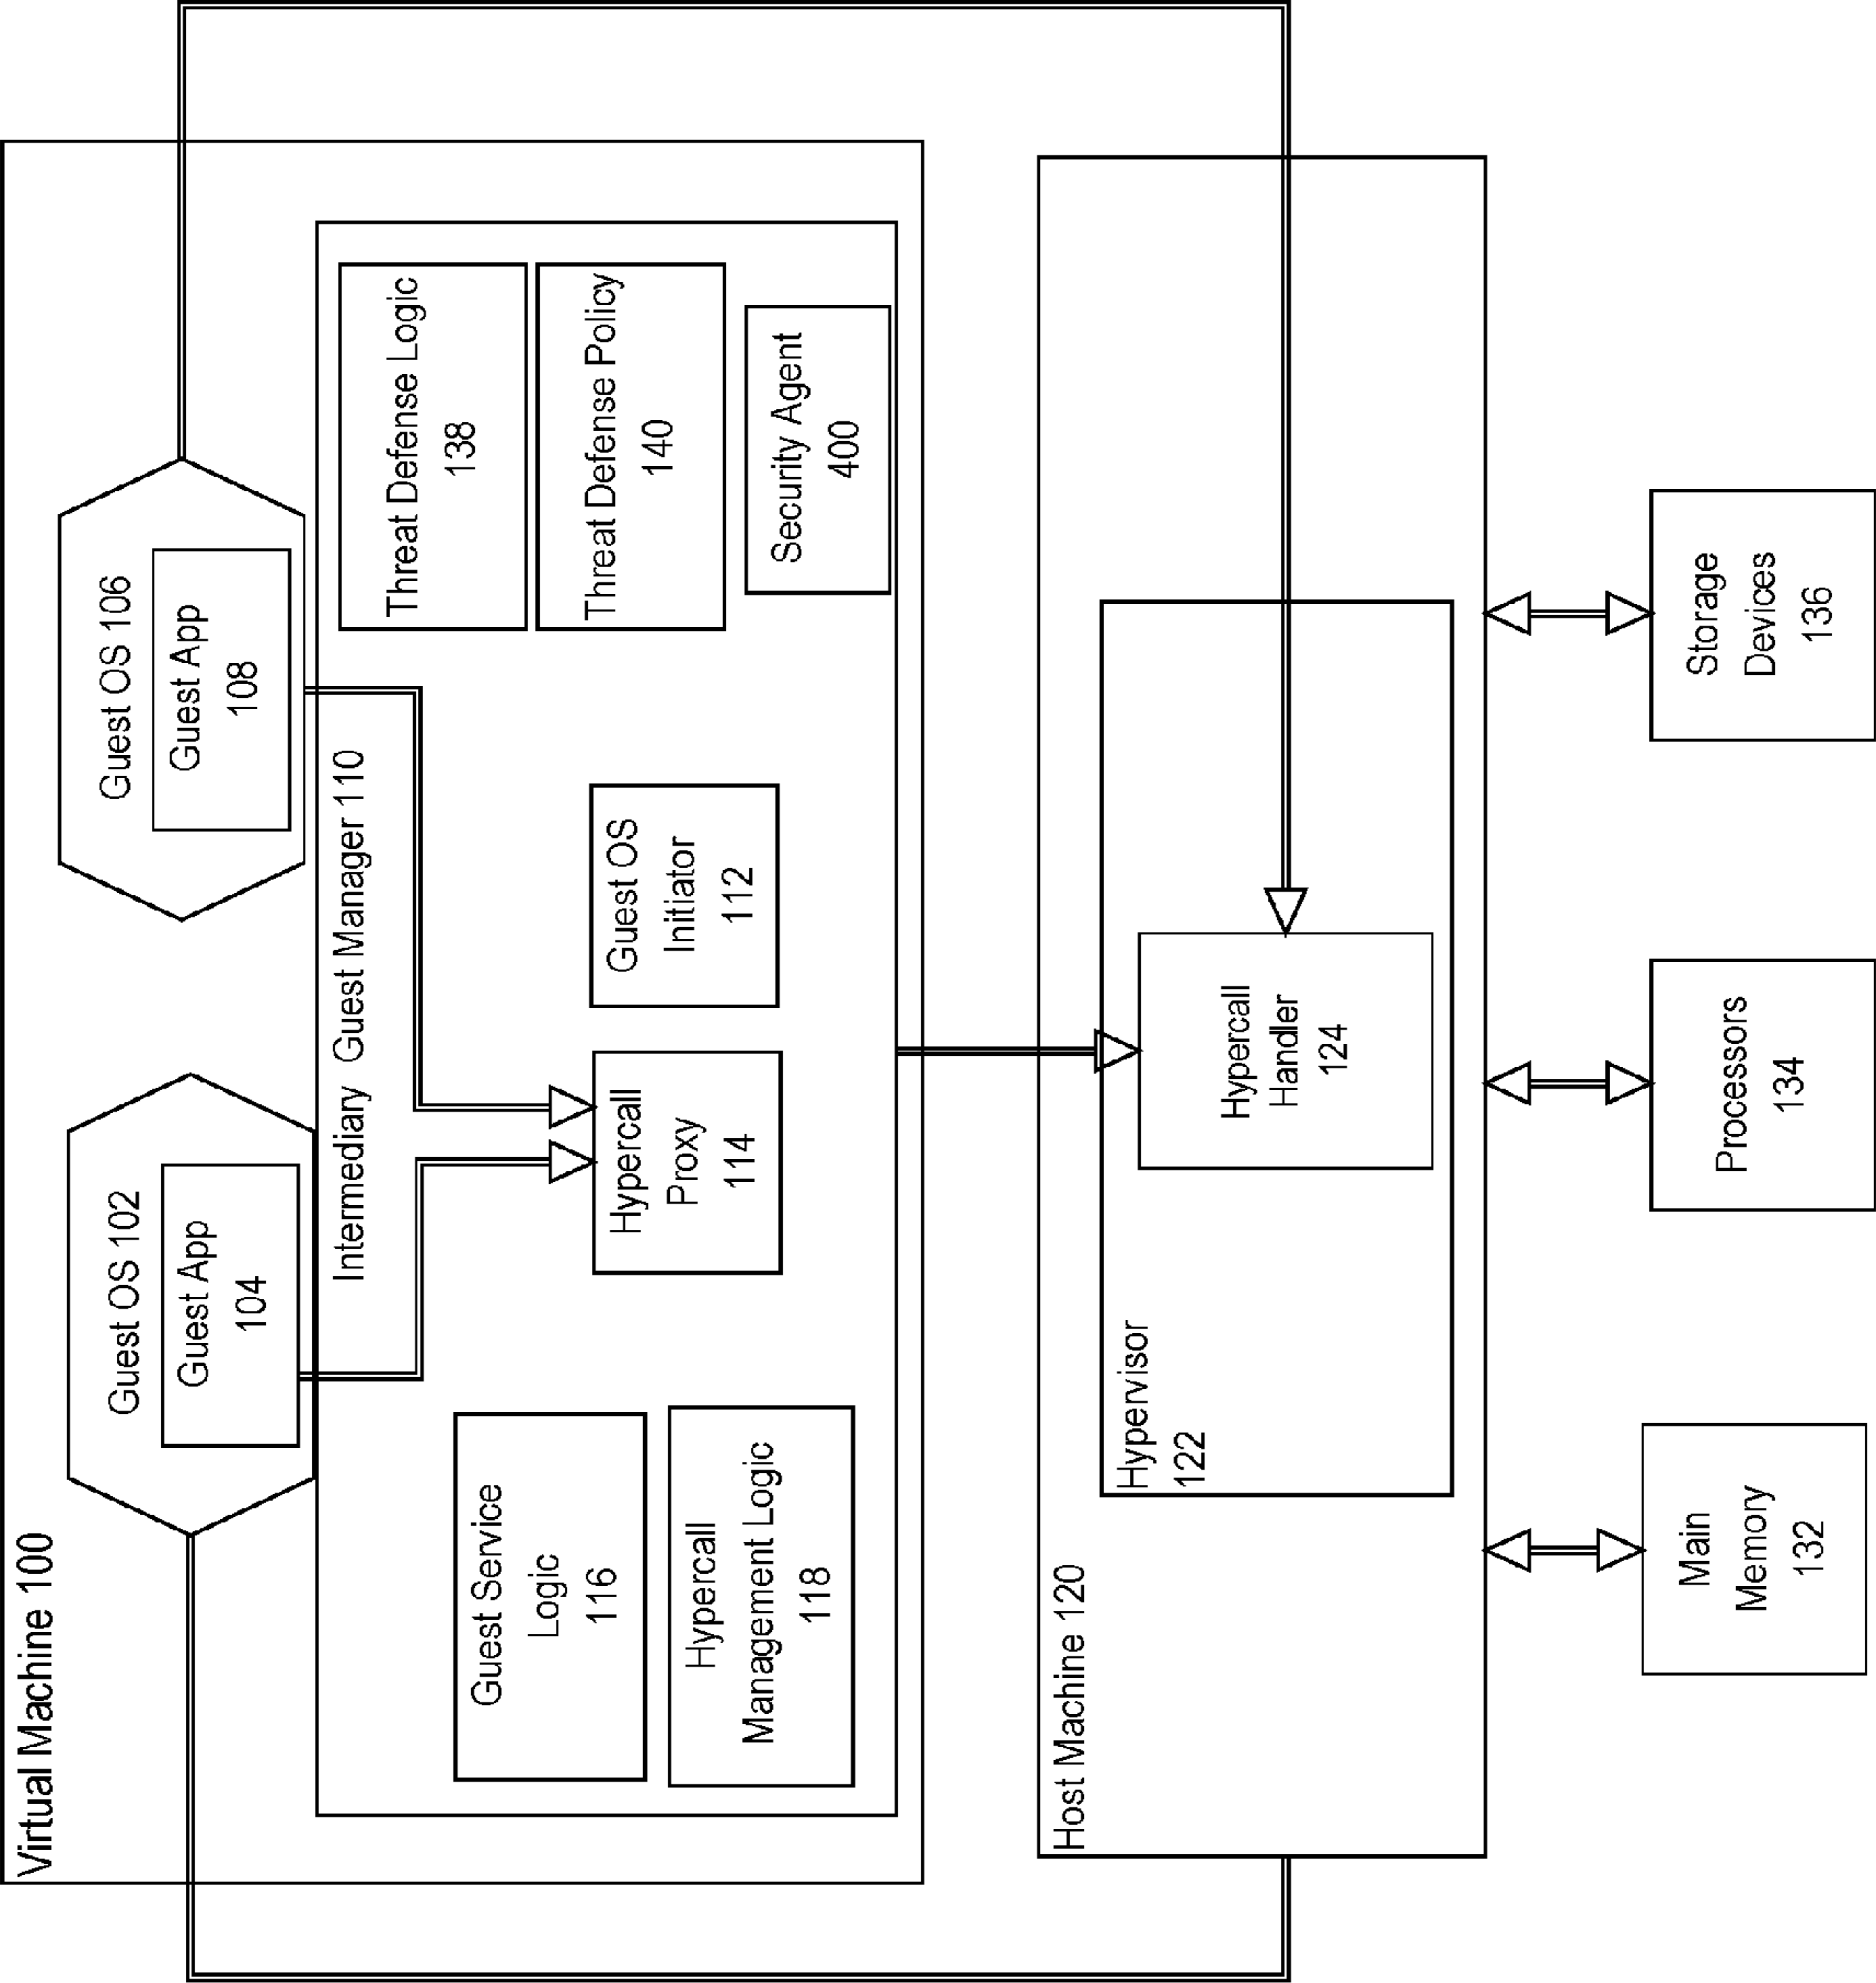 Virtual Machine 100
Guest OS 102
Guest App
104
Guest OS 106
Guest App
108
Intermediary Guest Manager 110
Guest Service
Logic
116
Hypercall
Management Logic
118
Hypercall
Proxy
114
Guest OS
Initiator
112
Threat Defense Logic
138
Threat Defense Policy
140
Security Agent
400
Host Machine 120
Hypervisor
122
Hypercall
Handler
124
Main
Memory
132
Processors
134
Storage
Devices
136